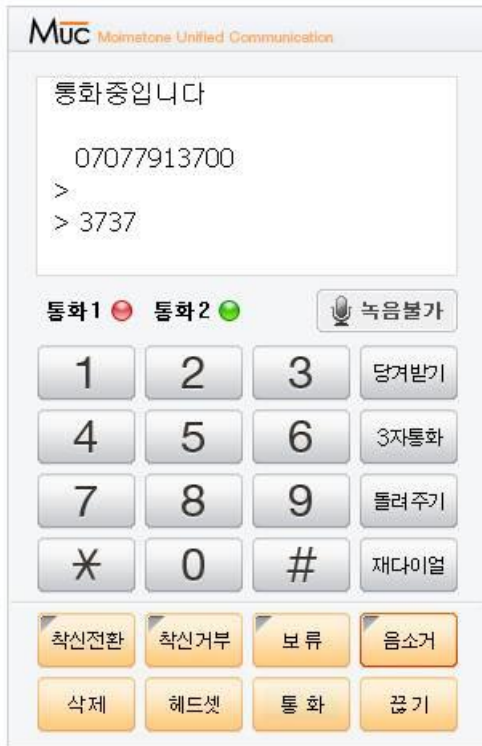 MUC Moimstone Unified Communication
통화중입니다
07077913700
>
> 3737
통화1 통화2 녹음불가
1 2 3 당겨받기
4 5 6 3자통화
7 8 9 돌려주기
* 0 # 재다이얼
착신전환 착신거부 보류 음소거
삭제 헤드셋 통화 끊기